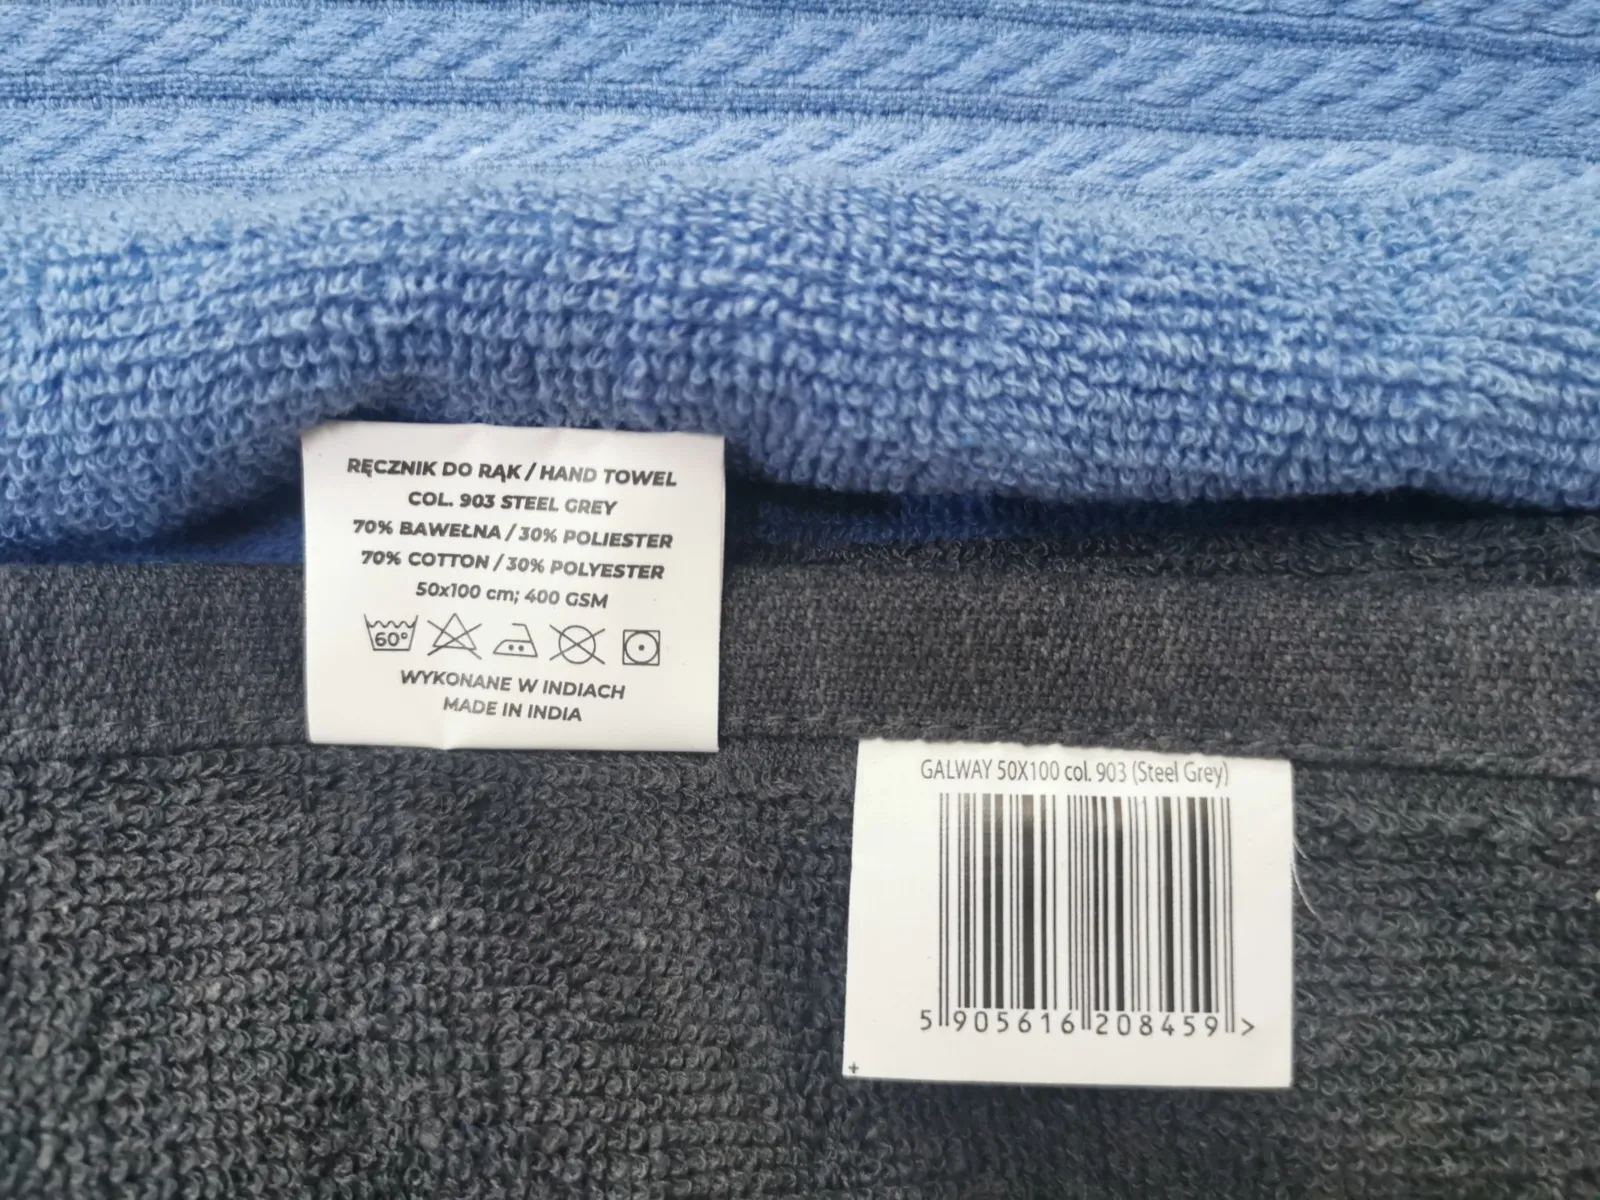 RĘCZNIK DO RĄK / HAND TOWEL
COL. 903 STEEL GREY
70% BAWEŁNA / 30% POLIESTER
70% COTTON / 30% POLYESTER
50x100 cm; 400 GSM
60°
WYKONANE W INDIACH
MADE IN INDIA
GALWAY 50X100 col. 903 (Steel Grey)
5 905616 208459 >